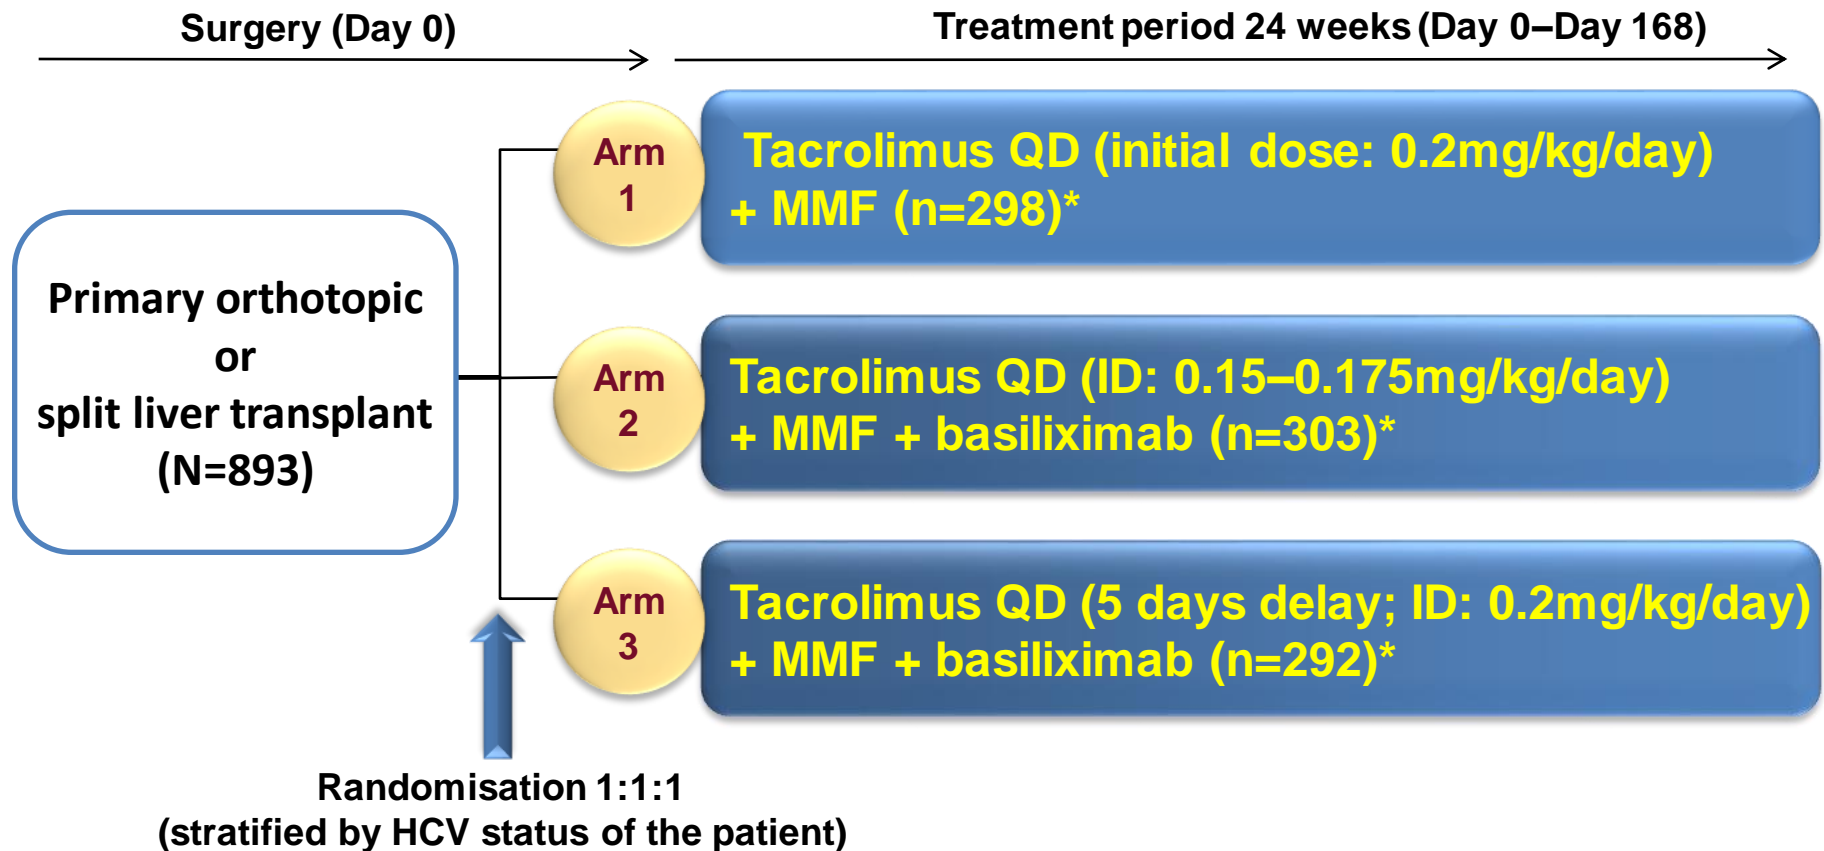 Surgery (Day 0)
Treatment period 24 weeks (Day 0–Day 168)
Primary orthotopic
or
split liver transplant
(N=893)
Arm
1
Tacrolimus QD (initial dose: 0.2mg/kg/day)
+ MMF (n=298)*
Arm
2
Tacrolimus QD (ID: 0.15–0.175mg/kg/day)
+ MMF + basiliximab (n=303)*
Arm
3
Tacrolimus QD (5 days delay; ID: 0.2mg/kg/day)
+ MMF + basiliximab (n=292)*
Randomisation 1:1:1
(stratified by HCV status of the patient)